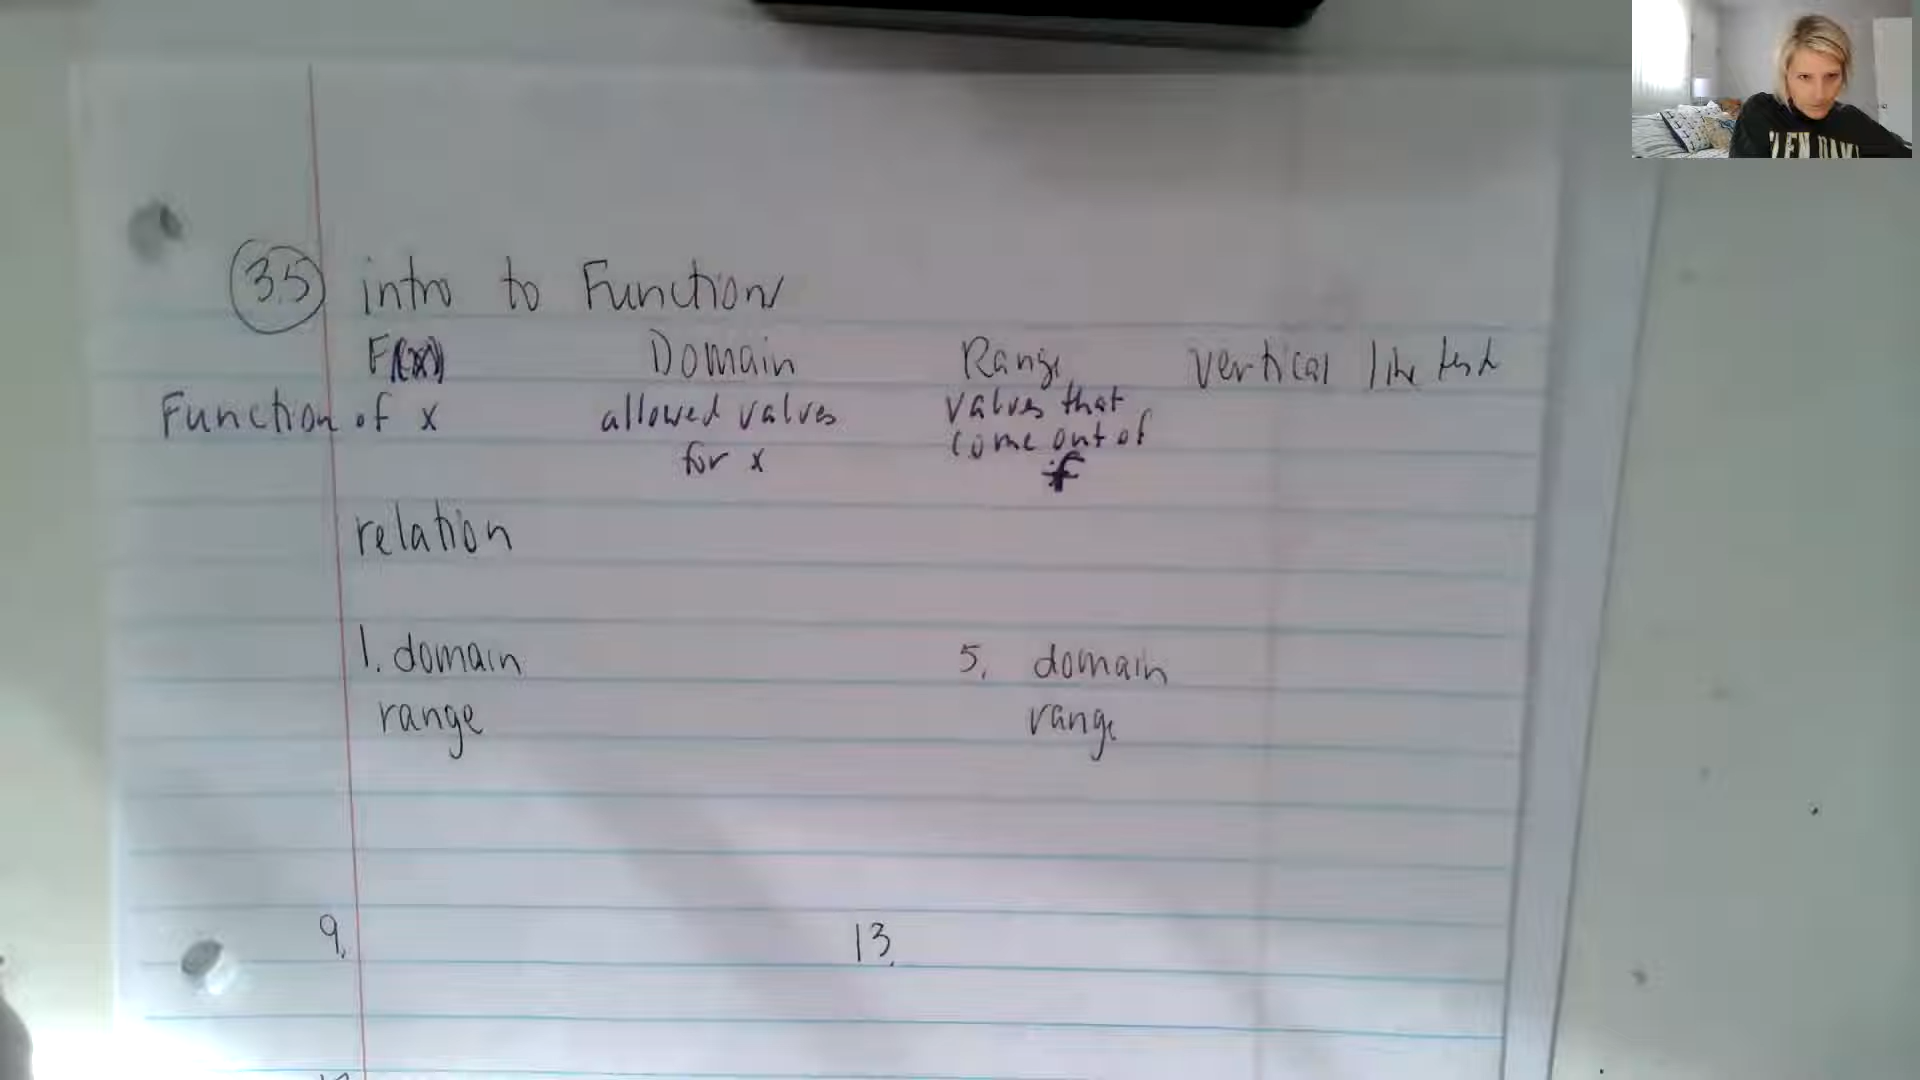 3.5 intro to Function
F(x) Domain Range vertical line test
Function of x allowed values values that
for x come out of
f
relation
1. domain 5. domain
range range
9. 13.